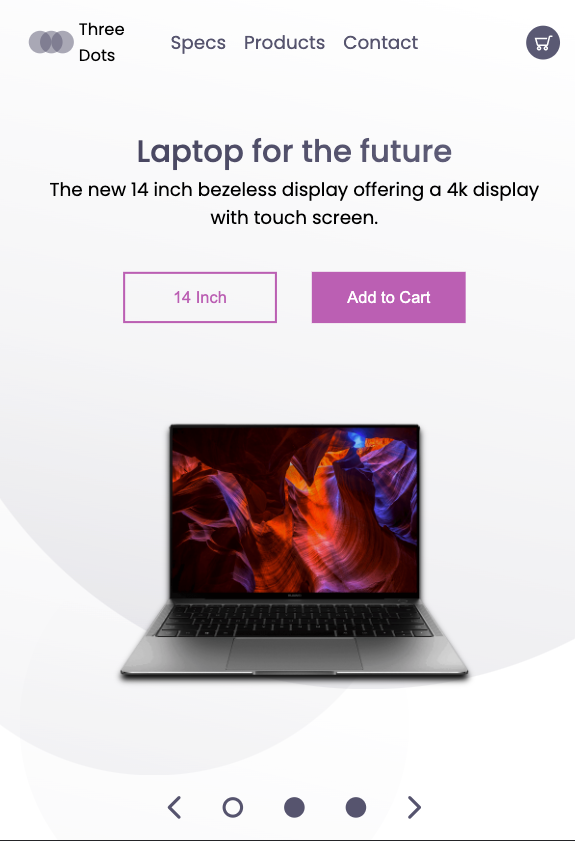 Three
Dots
Specs Products Contact
Laptop for the future
The new 14 inch bezeless display offering a 4k display
with touch screen.
14 Inch
Add to Cart